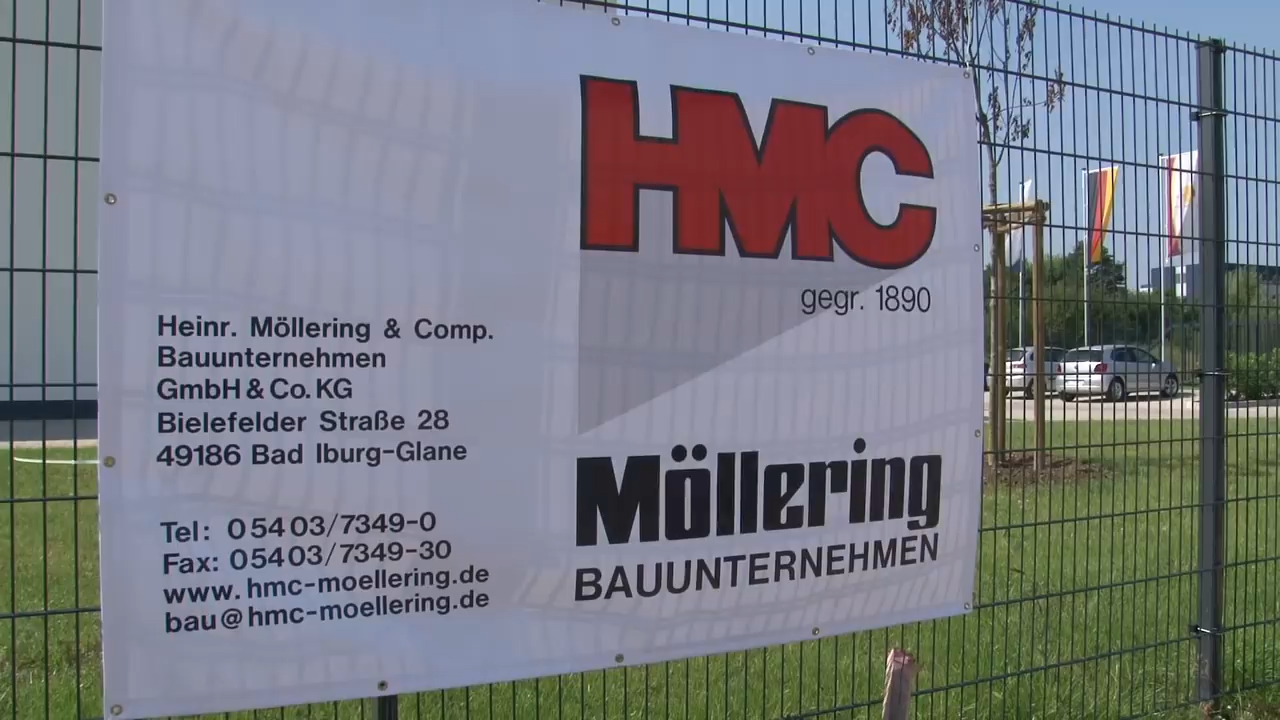 HMC
gegr. 1890
Heinr. Möllering & Comp.
Bauunternehmen
GmbH & Co. KG
Bielefelder Straße 28
49186 Bad Iburg-Glane
Tel: 05403/7349-0
Fax: 05403/7349-30
www.hmc-moellering.de
bau@hmc-moellering.de
Möllering
BAUUNTERNEHMEN